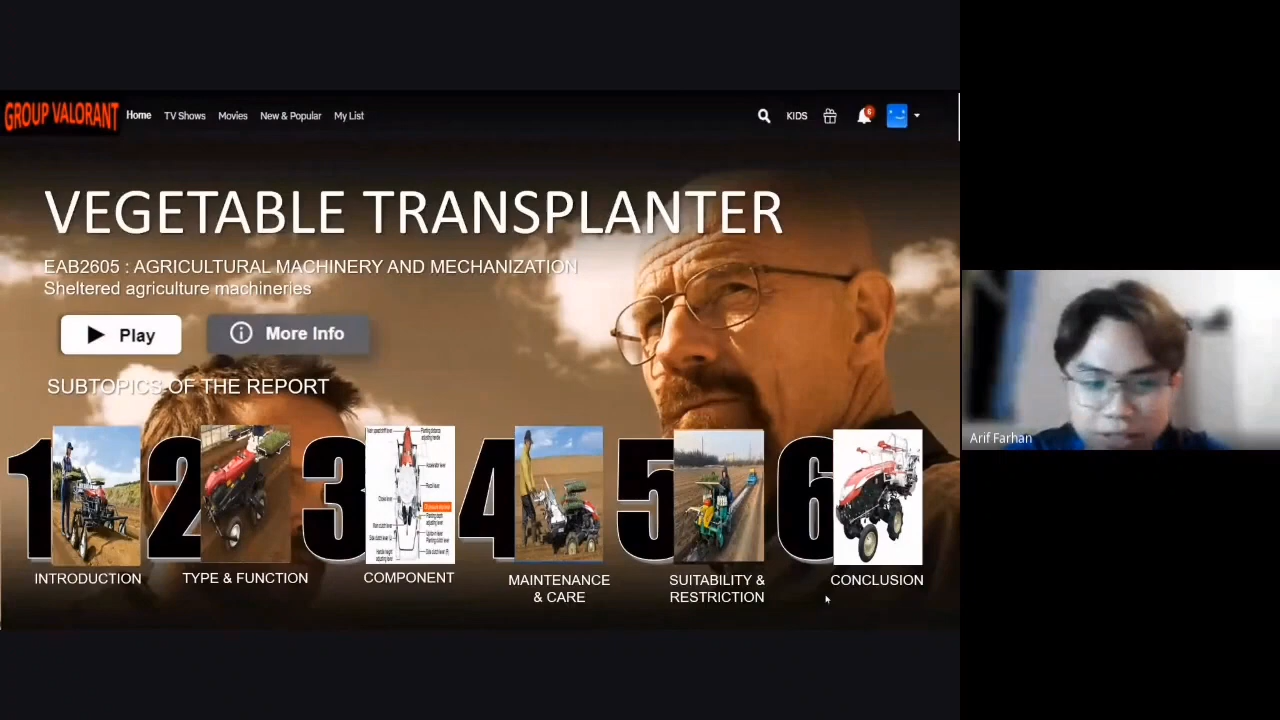 GROUP VALORANT
Home TV Shows Movies New & Popular My List
KIDS
6
VEGETABLE TRANSPLANTER
EAB2605 : AGRICULTURAL MACHINERY AND MECHANIZATION
Sheltered agriculture machineries
Play
More Info
SUBTOPICS OF THE REPORT
1 2 3 4 5 6
INTRODUCTION
TYPE & FUNCTION
COMPONENT
MAINTENANCE
& CARE
SUITABILITY &
RESTRICTION
CONCLUSION
Arif Farhan